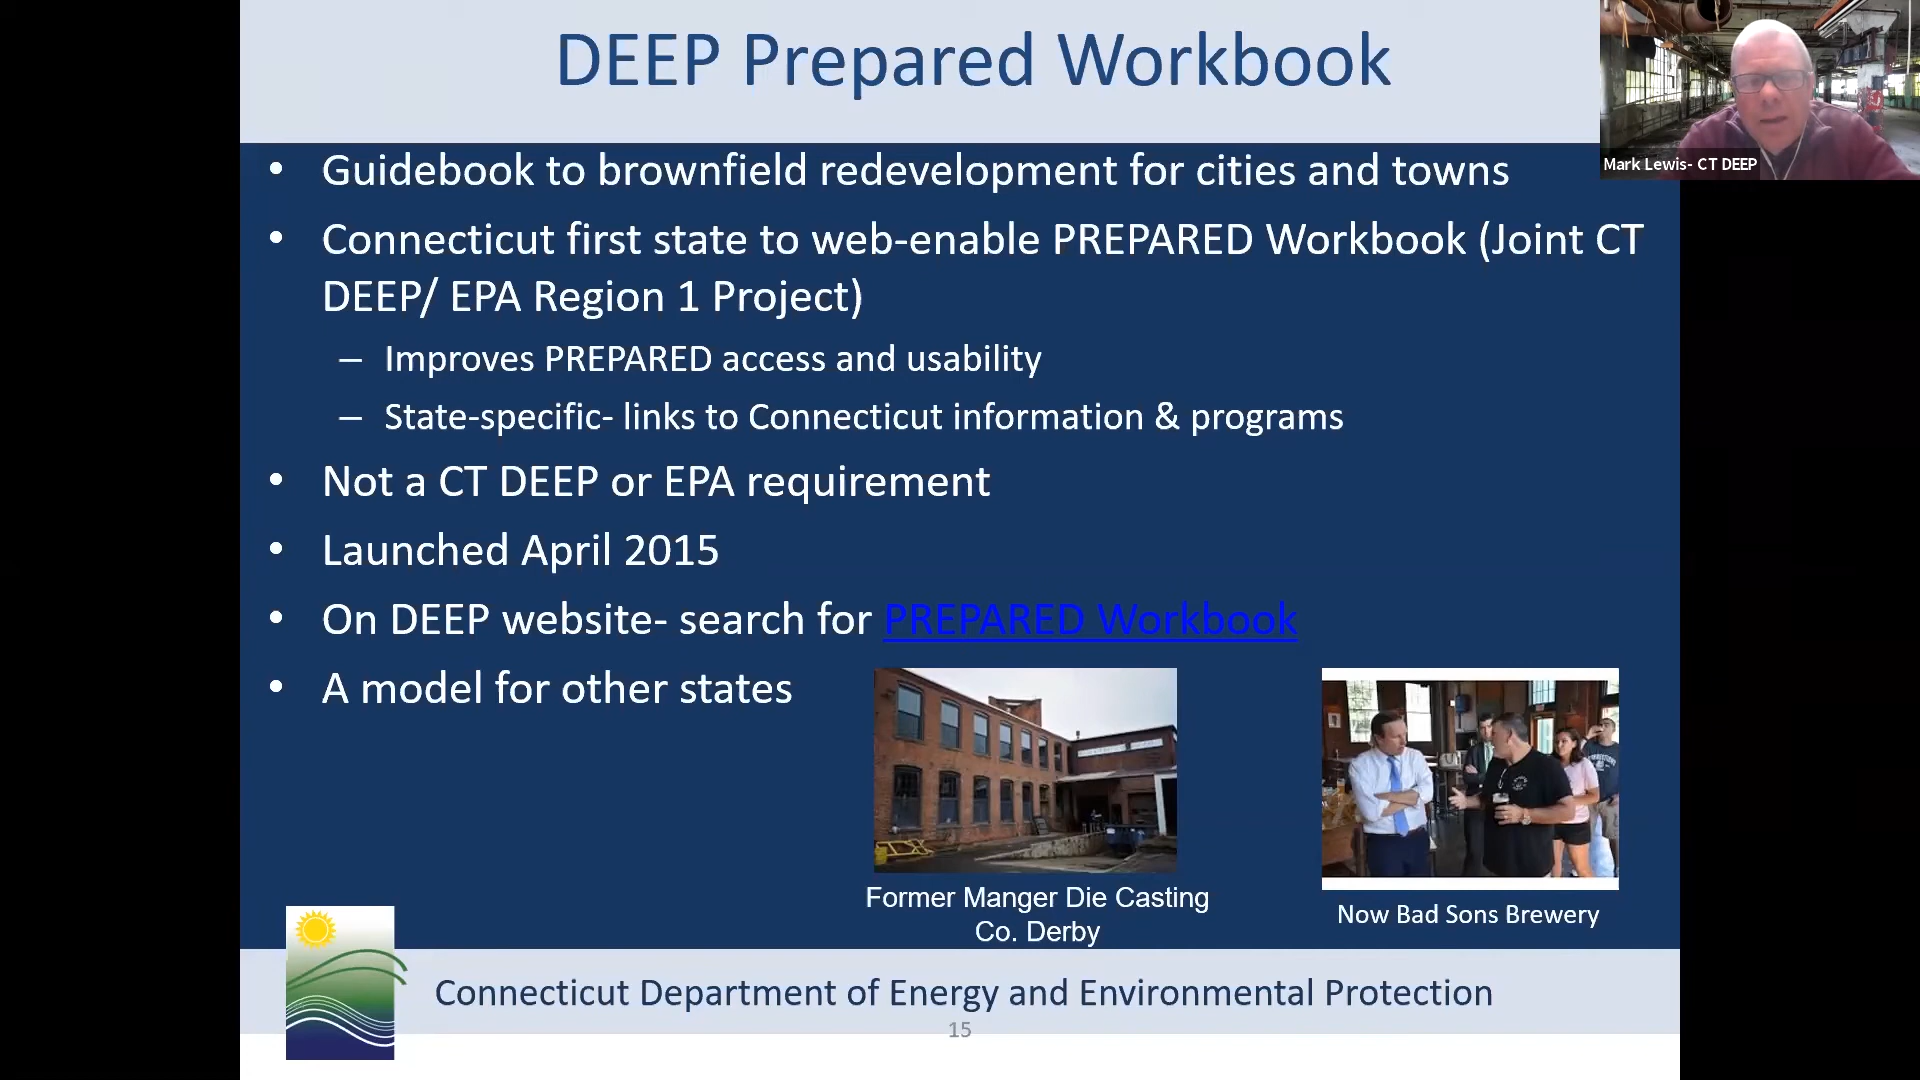 DEEP Prepared Workbook
Mark Lewis- CT DEEP
• Guidebook to brownfield redevelopment for cities and towns
• Connecticut first state to web-enable PREPARED Workbook (Joint CT
DEEP/ EPA Region 1 Project)
– Improves PREPARED access and usability
– State-specific- links to Connecticut information & programs
• Not a CT DEEP or EPA requirement
• Launched April 2015
• On DEEP website- search for PREPARED Workbook
• A model for other states
Former Manger Die Casting
Co. Derby
Now Bad Sons Brewery
Connecticut Department of Energy and Environmental Protection
15